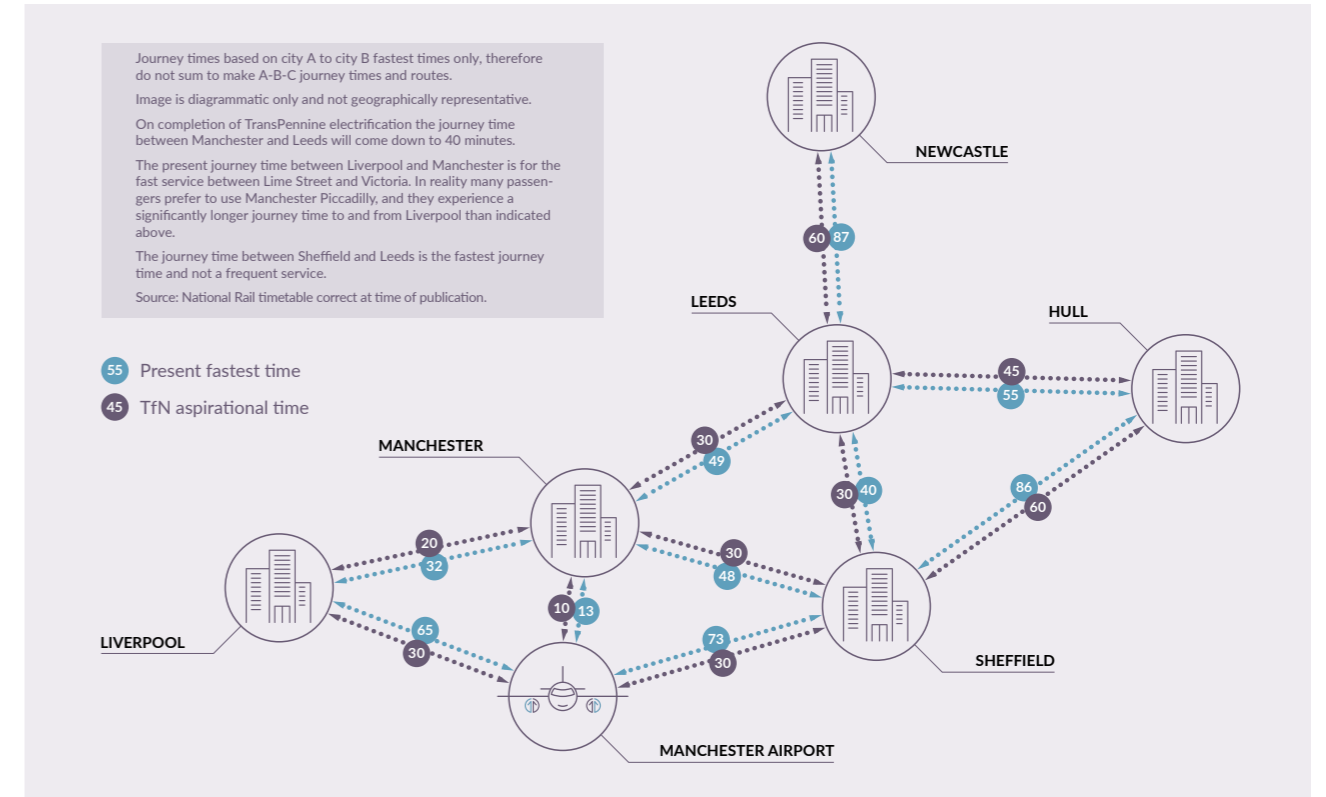 Journey times based on city A to city B fastest times only, therefore
do not sum to make A-B-C journey times and routes.
Image is diagrammatic only and not geographically representative.
On completion of TransPennine electrification the journey time
between Manchester and Leeds will come down to 40 minutes.
The present journey time between Liverpool and Manchester is for the
fast service between Lime Street and Victoria. In reality many passen-
gers prefer to use Manchester Piccadilly, and they experience a
significantly longer journey time to and from Liverpool than indicated
above.
The journey time between Sheffield and Leeds is the fastest journey
time and not a frequent service.
Source: National Rail timetable correct at time of publication.
55 Present fastest time
45 TfN aspirational time
NEWCASTLE
60 87
LEEDS
HULL
45
55
MANCHESTER
30
49
30 40
86
60
20
32
30
48
10 13
LIVERPOOL
65
30
73
30
SHEFFIELD
MANCHESTER AIRPORT